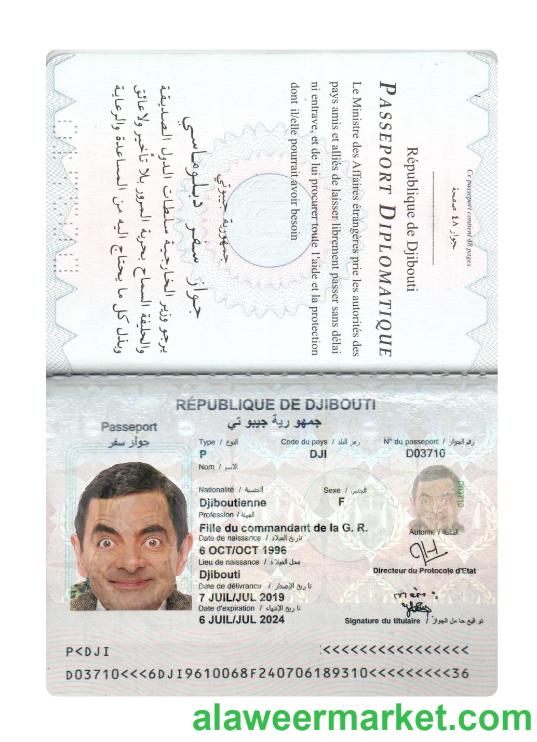 Ce passeport contient 48 pages
جواز ٤٨ صفحة
République de Djibouti
PASSEPORT DIPLOMATIQUE
Le Ministre des Affaires étrangères prie les autorités des
pays amis et alliés de laisser librement passer sans délai
ni entrave, et de lui procurer toute l'aide et la protection
dont il/elle pourrait avoir besoin
جمهورية جيبوتي
جواز سفر دبلوماسي
يرجو وزير الخارجية سلطات الدول الصديقة
والحليفة السماح بحرية المرور بلا تأخير ولا عائق
وبذل كل ما يحتاج إليه من المساعدة والرعاية
RÉPUBLIQUE DE DJIBOUTI
جمهورية جيبوتي
Passeport
جواز سفر
Type / النوع Code du pays / رمز البلد N° du passeport / رقم الجواز
P DJI D03710
Nom / الاسم
Nationalité / الجنسية Sexe / الجنس
Djiboutienne F
Profession / المهنة
Fille du commandant de la G. R.
Date de naissance / تاريخ الميلاد Autorité / السلطة
6 OCT/OCT 1996
Lieu de naissance / محل الميلاد
Djibouti
Directeur du Protocole d'Etat
Date de délivrance / تاريخ الإصدار
7 JUIL/JUL 2019
Date d'expiration / تاريخ الإنتهاء
6 JUIL/JUL 2024
Signature du titulaire / توقيع حامل الجواز
D03710
P<DJI <<<<<<<<<<<<<<<<<
D03710<<<6DJI9610068F240706189310<<<<<<<<<36
alaweermarket.com